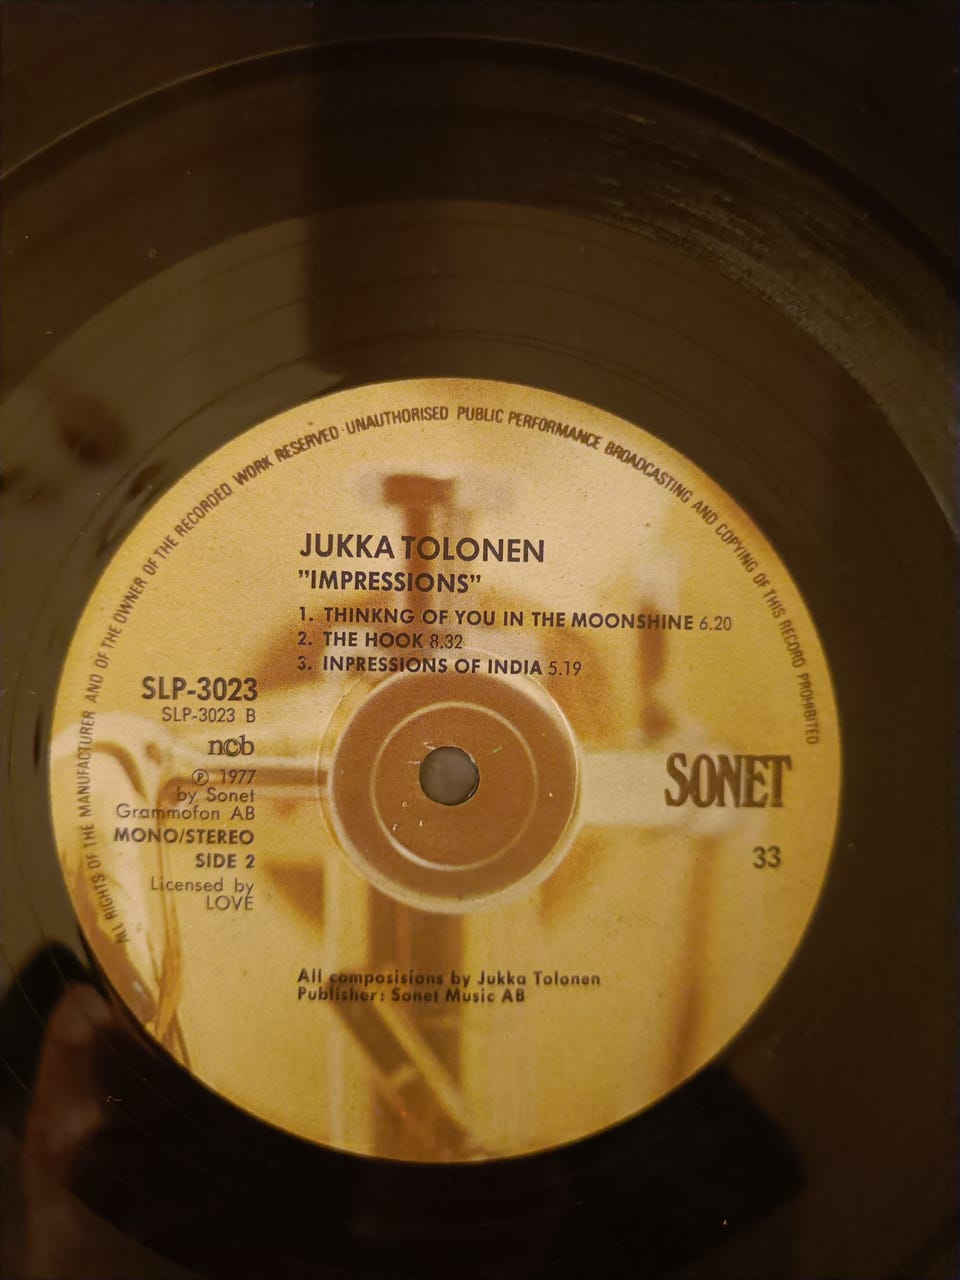 ALL RIGHTS OF THE MANUFACTURER AND OF THE OWNER OF THE RECORDED WORK RESERVED · UNAUTHORISED PUBLIC PERFORMANCE BROADCASTING AND COPYING OF THIS RECORD PROHIBITED
JUKKA TOLONEN
”IMPRESSIONS”
1. THINKNG OF YOU IN THE MOONSHINE 6.20
2. THE HOOK 8.32
3. INPRESSIONS OF INDIA 5.19
SLP-3023
SLP-3023 B
ncb
Ⓟ 1977
by Sonet
Grammofon AB
MONO/STEREO
SIDE 2
Licensed by
LOVE
SONET
33
All composisions by Jukka Tolonen
Publisher: Sonet Music AB